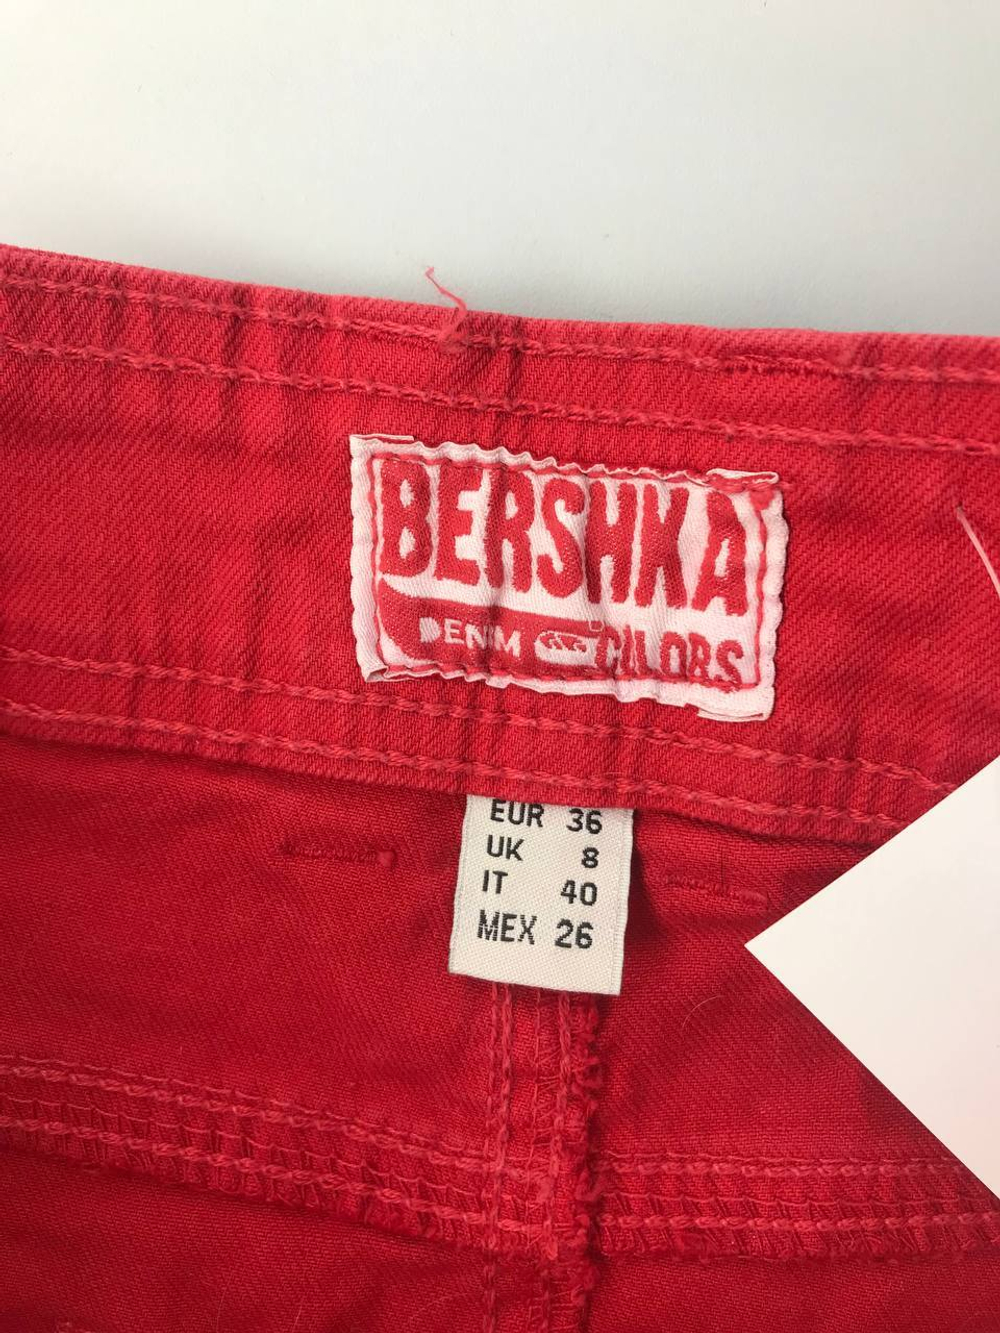 BERSHKA
DENIM COLORS
EUR 36
UK 8
IT 40
MEX 26